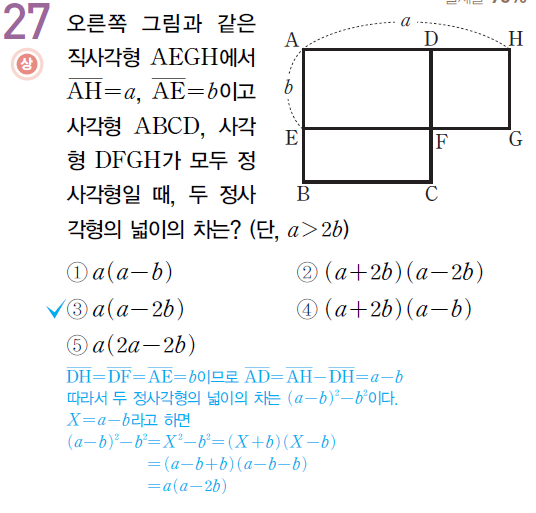 27 오른쪽 그림과 같은
직사각형 AEGH에서
AH=a, AE=b이고
사각형 ABCD, 사각
형 DFGH가 모두 정
사각형일 때, 두 정사
각형의 넓이의 차는? (단, a>2b)
상
a
A D H
b
E F G
B C
① a(a-b) ② (a+2b)(a-2b)
③ a(a-2b) ④ (a+2b)(a-b)
⑤ a(2a-2b)
DH=DF=AE=b이므로 AD=AH-DH=a-b
따라서 두 정사각형의 넓이의 차는 (a-b)²-b²이다.
X=a-b라고 하면
(a-b)²-b²=X²-b²=(X+b)(X-b)
=(a-b+b)(a-b-b)
=a(a-2b)